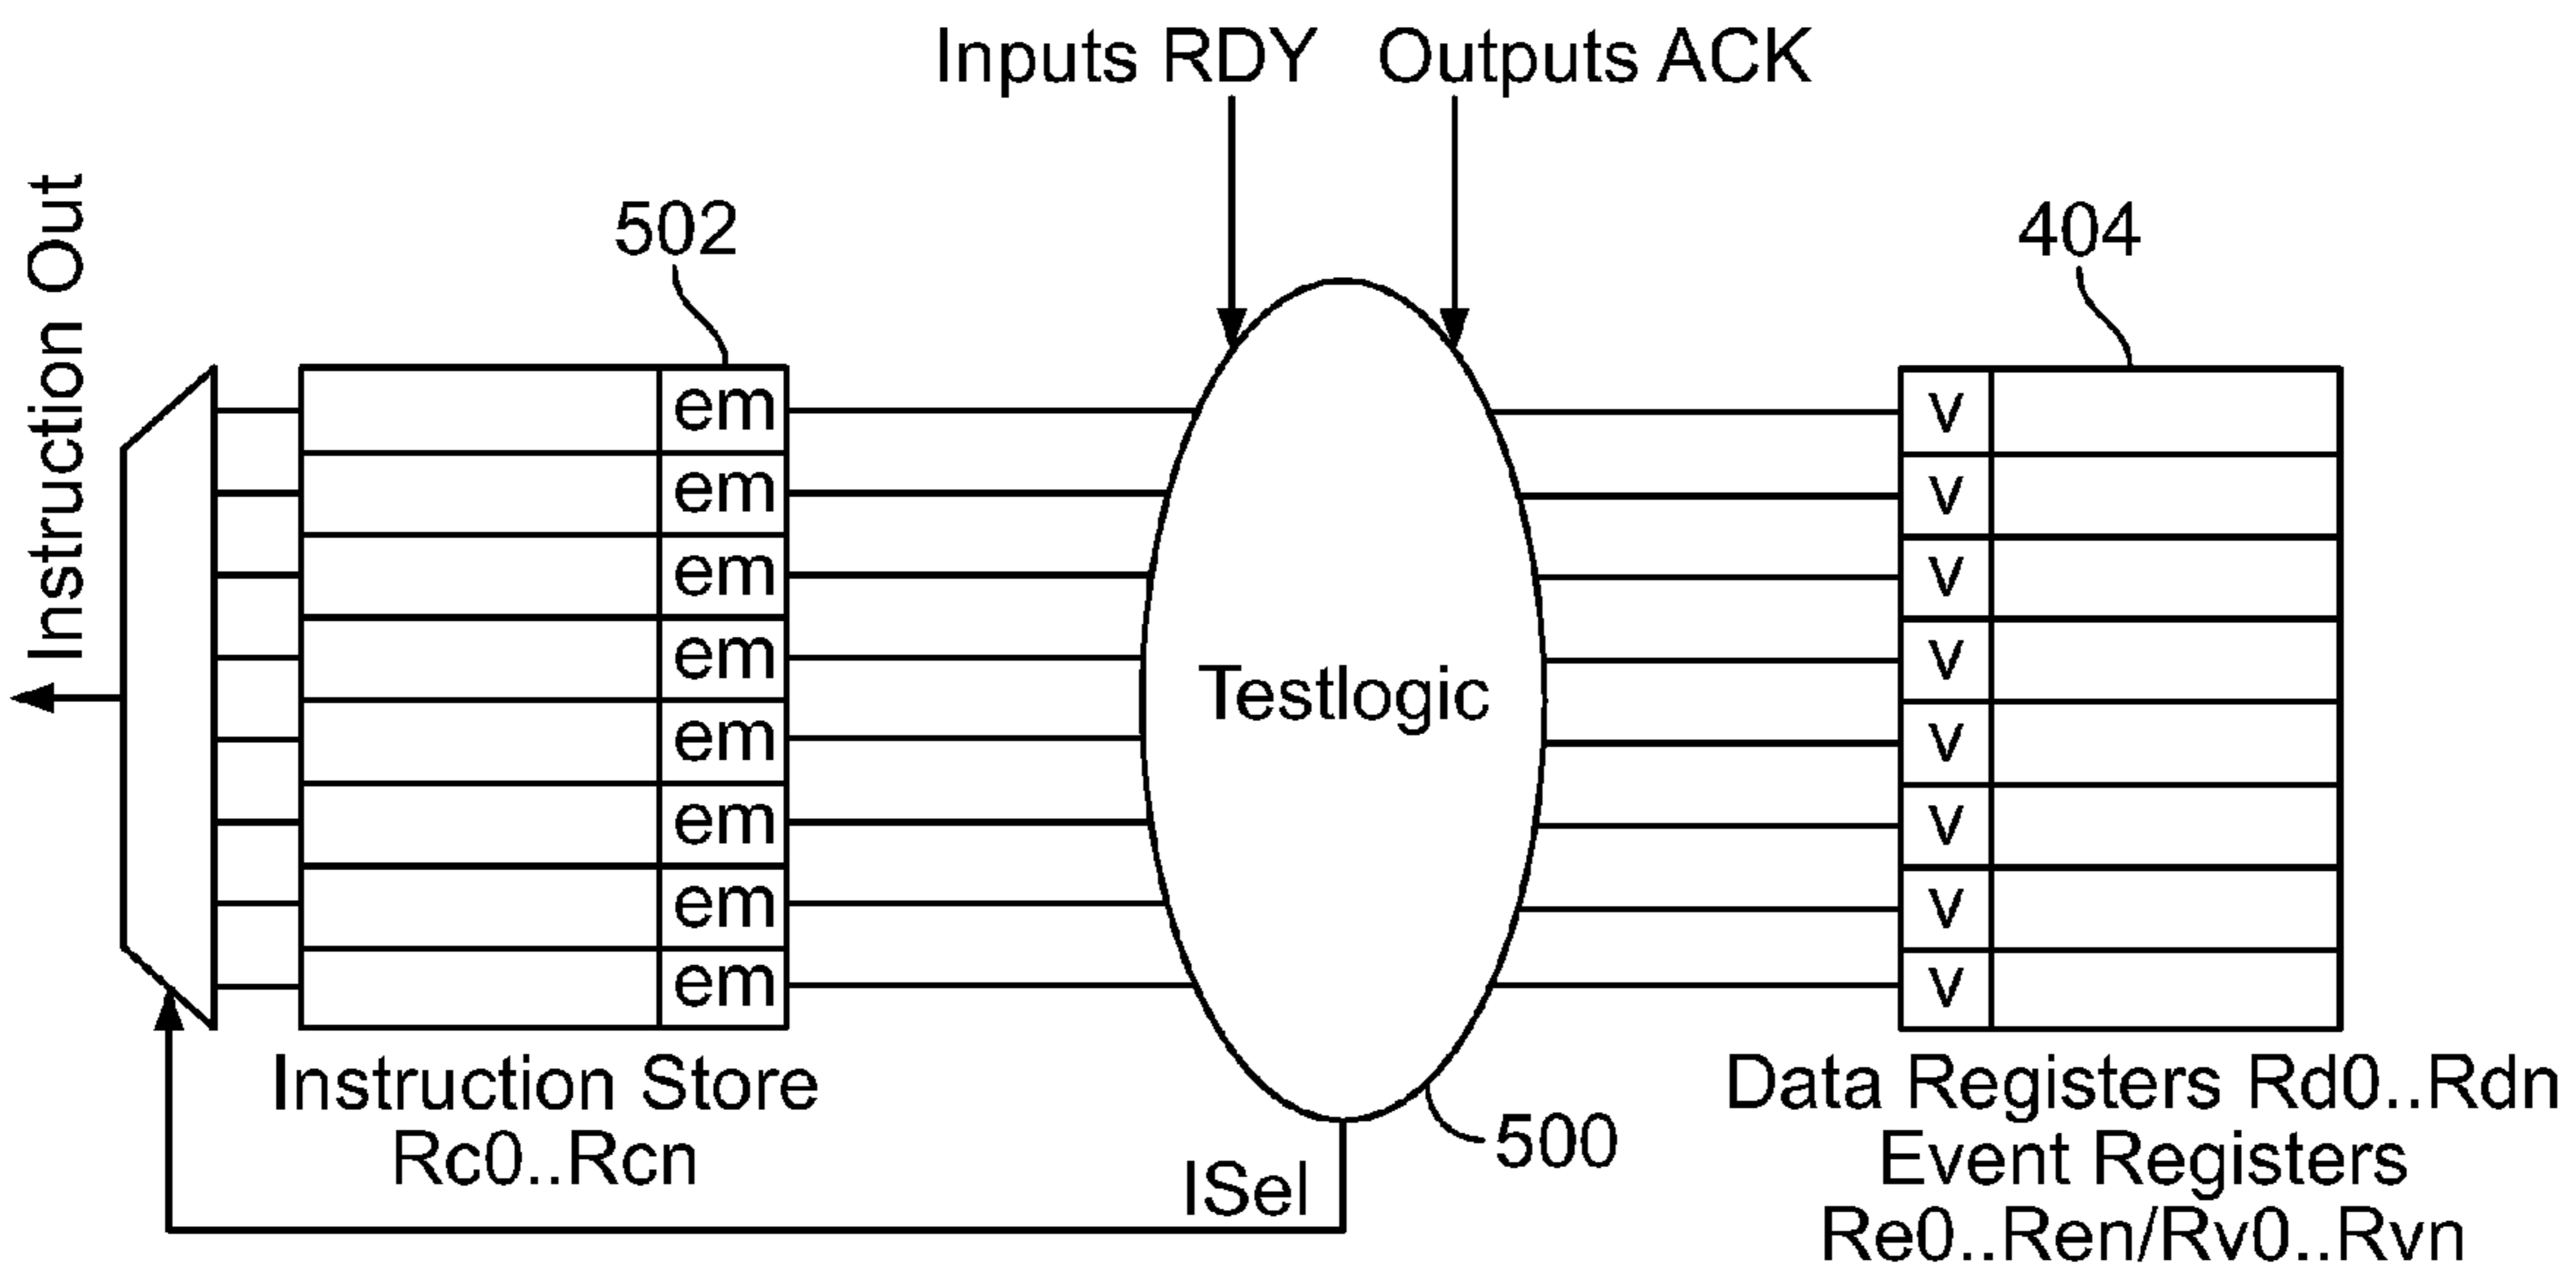 Inputs RDY
Outputs ACK
Instruction Out
502
404
em
em
em
em
em
em
em
em
Testlogic
v
v
v
v
v
v
v
v
Instruction Store
Rc0..Rcn
500
ISel
Data Registers Rd0..Rdn
Event Registers
Re0..Ren/Rv0..Rvn